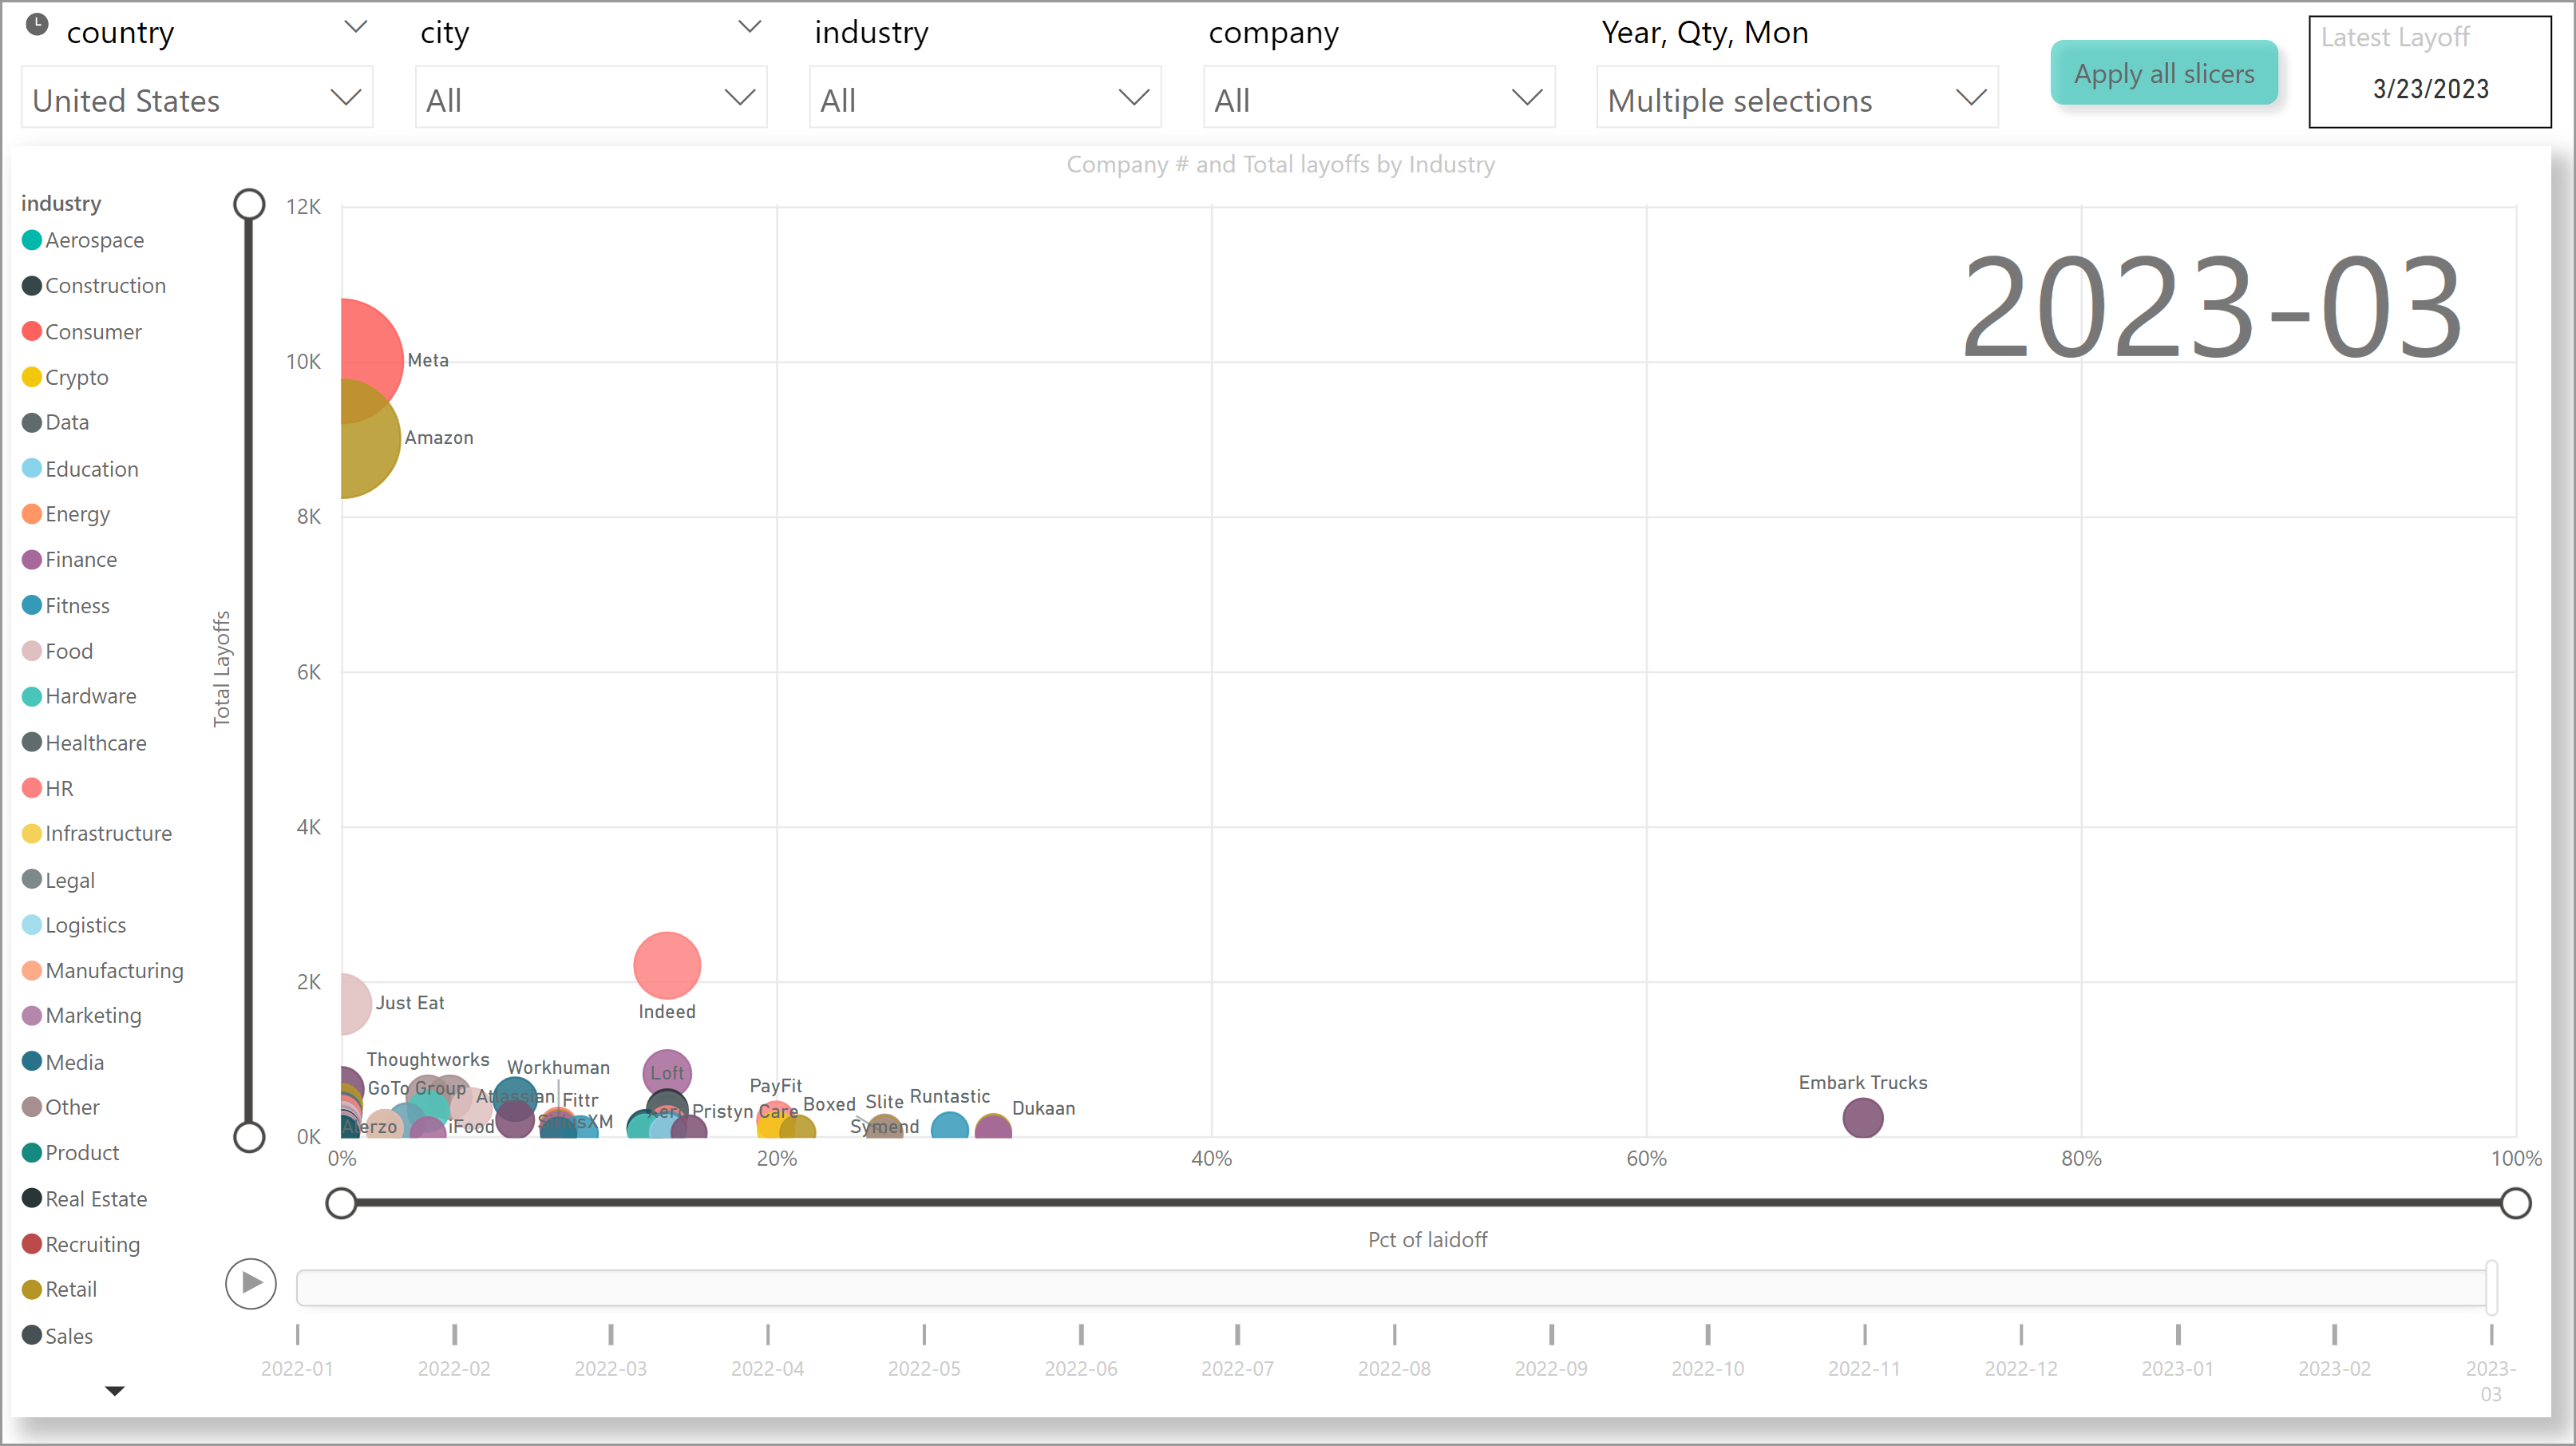 country
city
industry
company
Year, Qty, Mon
United States
All
All
All
Multiple selections
Apply all slicers
Latest Layoff
3/23/2023
Company # and Total layoffs by Industry
industry
Aerospace
Construction
Consumer
Crypto
Data
Education
Energy
Finance
Fitness
Food
Hardware
Healthcare
HR
Infrastructure
Legal
Logistics
Manufacturing
Marketing
Media
Other
Product
Real Estate
Recruiting
Retail
Sales
Total Layoffs
12K
10K
8K
6K
4K
2K
0K
2023-03
Meta
Amazon
Just Eat
Indeed
Thoughtworks
Workhuman
Loft
GoTo Group
Atlassian
Fittr
PayFit
Embark Trucks
Alerzo
iFood
SiriusXM
Pristyn Care
Boxed
Slite
Runtastic
Symend
Dukaan
0%
20%
40%
60%
80%
100%
Pct of laidoff
2022-01
2022-02
2022-03
2022-04
2022-05
2022-06
2022-07
2022-08
2022-09
2022-10
2022-11
2022-12
2023-01
2023-02
2023-
03